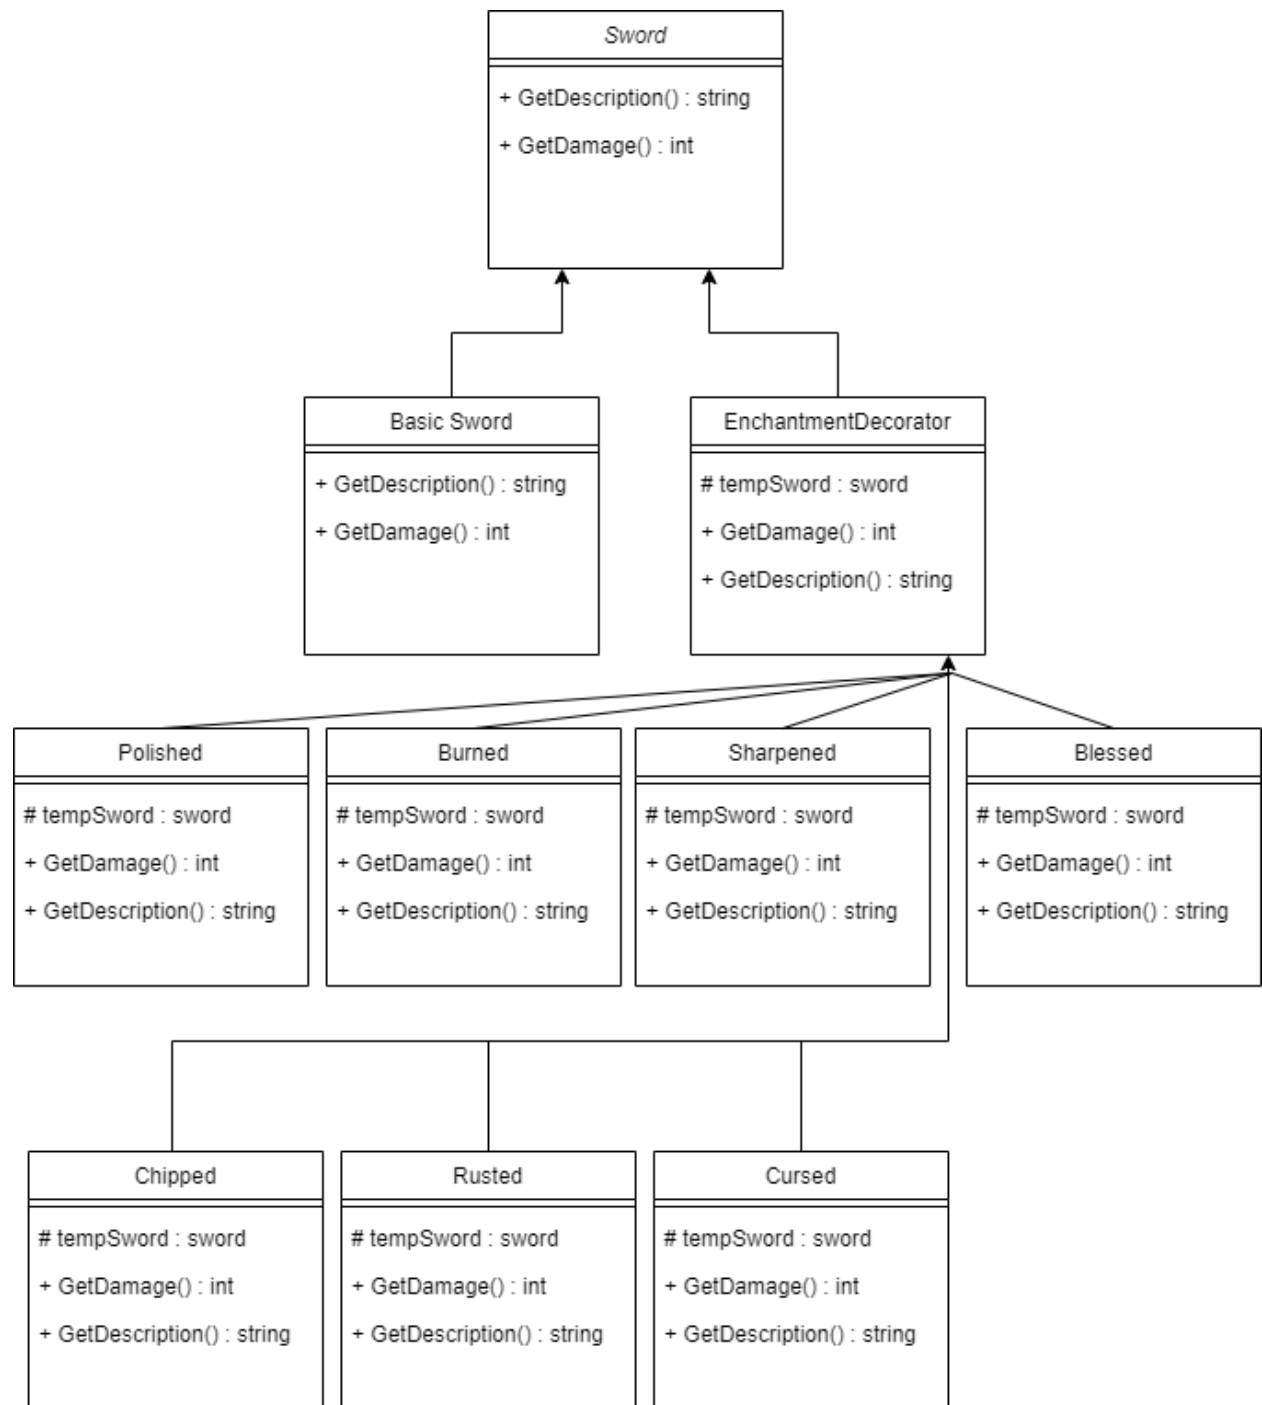 Sword
+ GetDescription() : string
+ GetDamage() : int
Basic Sword
+ GetDescription() : string
+ GetDamage() : int
EnchantmentDecorator
# tempSword : sword
+ GetDamage() : int
+ GetDescription() : string
Polished
# tempSword : sword
+ GetDamage() : int
+ GetDescription() : string
Burned
# tempSword : sword
+ GetDamage() : int
+ GetDescription() : string
Sharpened
# tempSword : sword
+ GetDamage() : int
+ GetDescription() : string
Blessed
# tempSword : sword
+ GetDamage() : int
+ GetDescription() : string
Chipped
# tempSword : sword
+ GetDamage() : int
+ GetDescription() : string
Rusted
# tempSword : sword
+ GetDamage() : int
+ GetDescription() : string
Cursed
# tempSword : sword
+ GetDamage() : int
+ GetDescription() : string